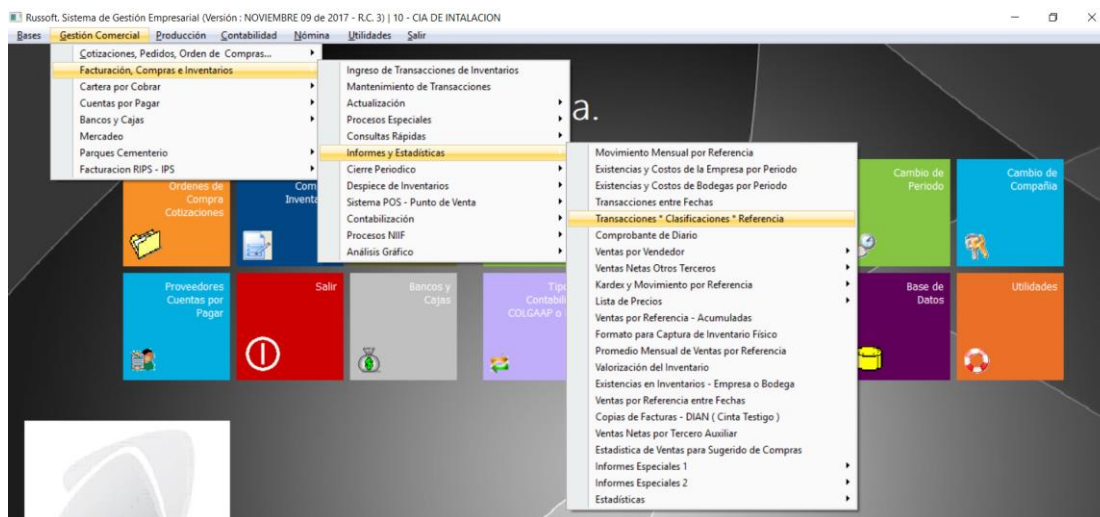 Russoft. Sistema de Gestión Empresarial (Versión : NOVIEMBRE 09 de 2017 - R.C. 3) | 10 - CIA DE INTALACION
Bases Gestión Comercial Producción Contabilidad Nómina Utilidades Salir
Cotizaciones, Pedidos, Orden de Compras...
Facturación, Compras e Inventarios
Cartera por Cobrar
Cuentas por Pagar
Bancos y Cajas
Mercadeo
Parques Cementerio
Facturacion RIPS - IPS
Ingreso de Transacciones de Inventarios
Mantenimiento de Transacciones
Actualización
Procesos Especiales
Consultas Rápidas
Informes y Estadísticas
Cierre Periodico
Despiece de Inventarios
Sistema POS - Punto de Venta
Contabilización
Procesos NIIF
Análisis Gráfico
a.
Movimiento Mensual por Referencia
Existencias y Costos de la Empresa por Periodo
Existencias y Costos de Bodegas por Periodo
Transacciones entre Fechas
Transacciones * Clasificaciones * Referencia
Comprobante de Diario
Ventas por Vendedor
Ventas Netas Otros Terceros
Kardex y Movimiento por Referencia
Lista de Precios
Ventas por Referencia - Acumuladas
Formato para Captura de Inventario Físico
Promedio Mensual de Ventas por Referencia
Valorización del Inventario
Existencias en Inventarios - Empresa o Bodega
Ventas por Referencia entre Fechas
Copias de Facturas - DIAN ( Cinta Testigo )
Ventas Netas por Tercero Auxiliar
Estadistica de Ventas para Sugerido de Compras
Informes Especiales 1
Informes Especiales 2
Estadísticas
Ordenes de
Compra
Cotizaciones
Com
Inventa
Cambio de
Periodo
Cambio de
Compañia
Proveedores
Cuentas por
Pagar
Salir
Bancos y
Cajas
Tipo
Contabili
COLGAAP o
Base de
Datos
Utilidades